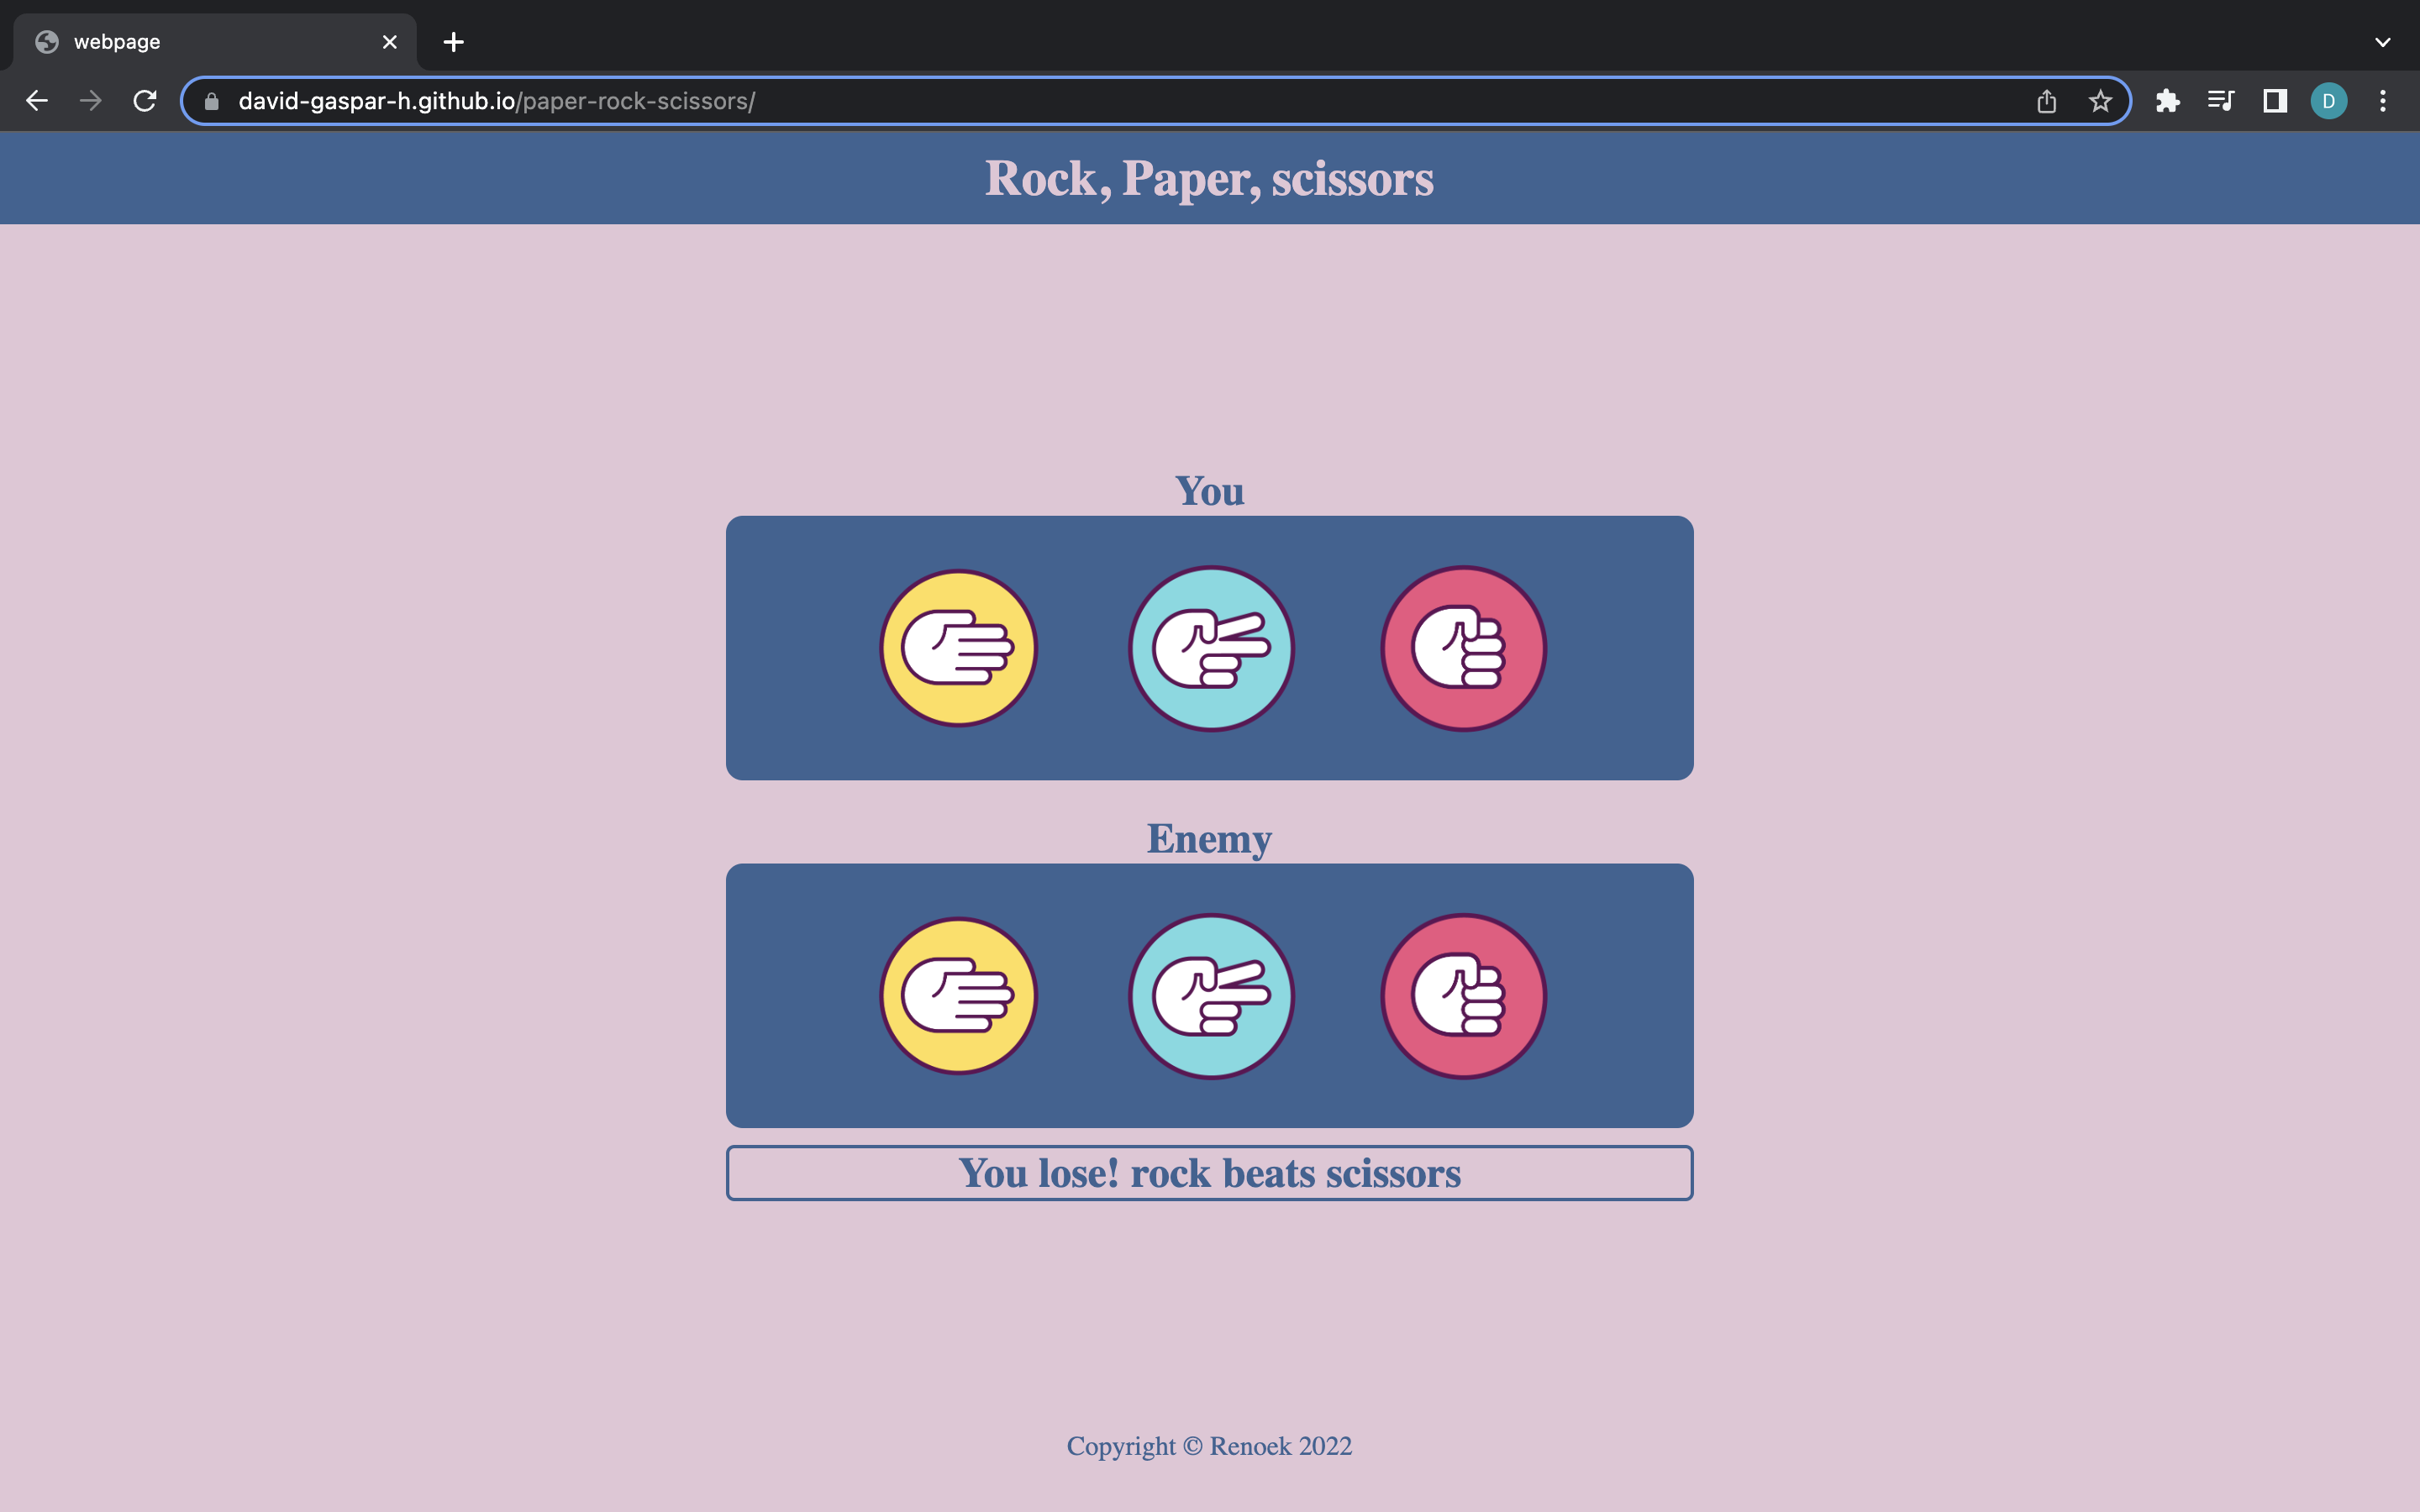 webpage
david-gaspar-h.github.io/paper-rock-scissors/
D
Rock, Paper, scissors
You
Enemy
You lose! rock beats scissors
Copyright © Renoek 2022